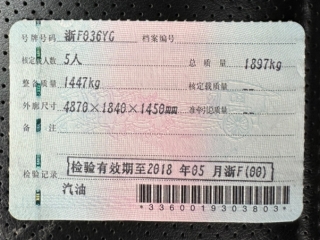 号牌号码 浙F036YG 档案编号
核定载人数 5人 总质量 1897kg
整备质量 1447kg 核定载质量 --
外廓尺寸 4870×1840×1450mm 准牵引总质量 --
备注
检验记录 检验有效期至2018 年05 月浙F(00)
汽油
*3360019303803*